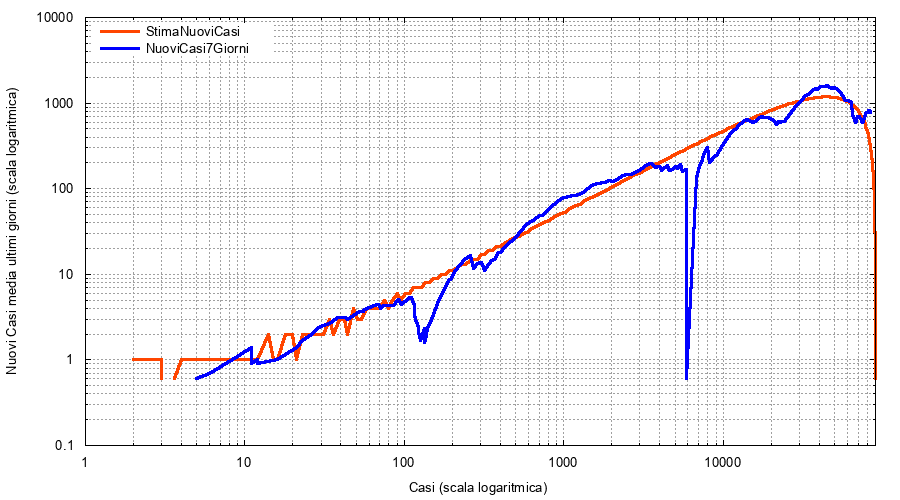 10000
1000
100
10
1
0.1
StimaNuoviCasi
NuoviCasi7Giorni
Nuovi Casi media ultimi giorni (scala logaritmica)
1 10 100 1000 10000
Casi (scala logaritmica)